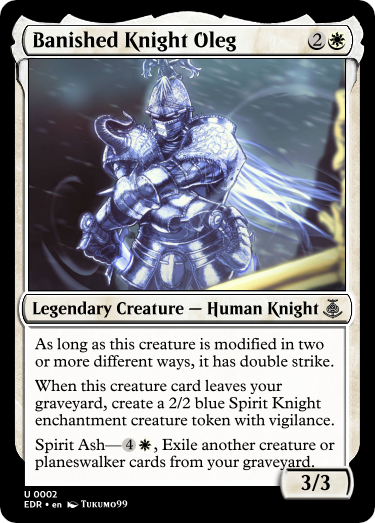 Banished Knight Oleg 2
Legendary Creature — Human Knight
As long as this creature is modified in two
or more different ways, it has double strike.
When this creature card leaves your
graveyard, create a 2/2 blue Spirit Knight
enchantment creature token with vigilance.
Spirit Ash—4, Exile another creature or
planeswalker cards from your graveyard.
3/3
U 0002
EDR • en Tukumo99